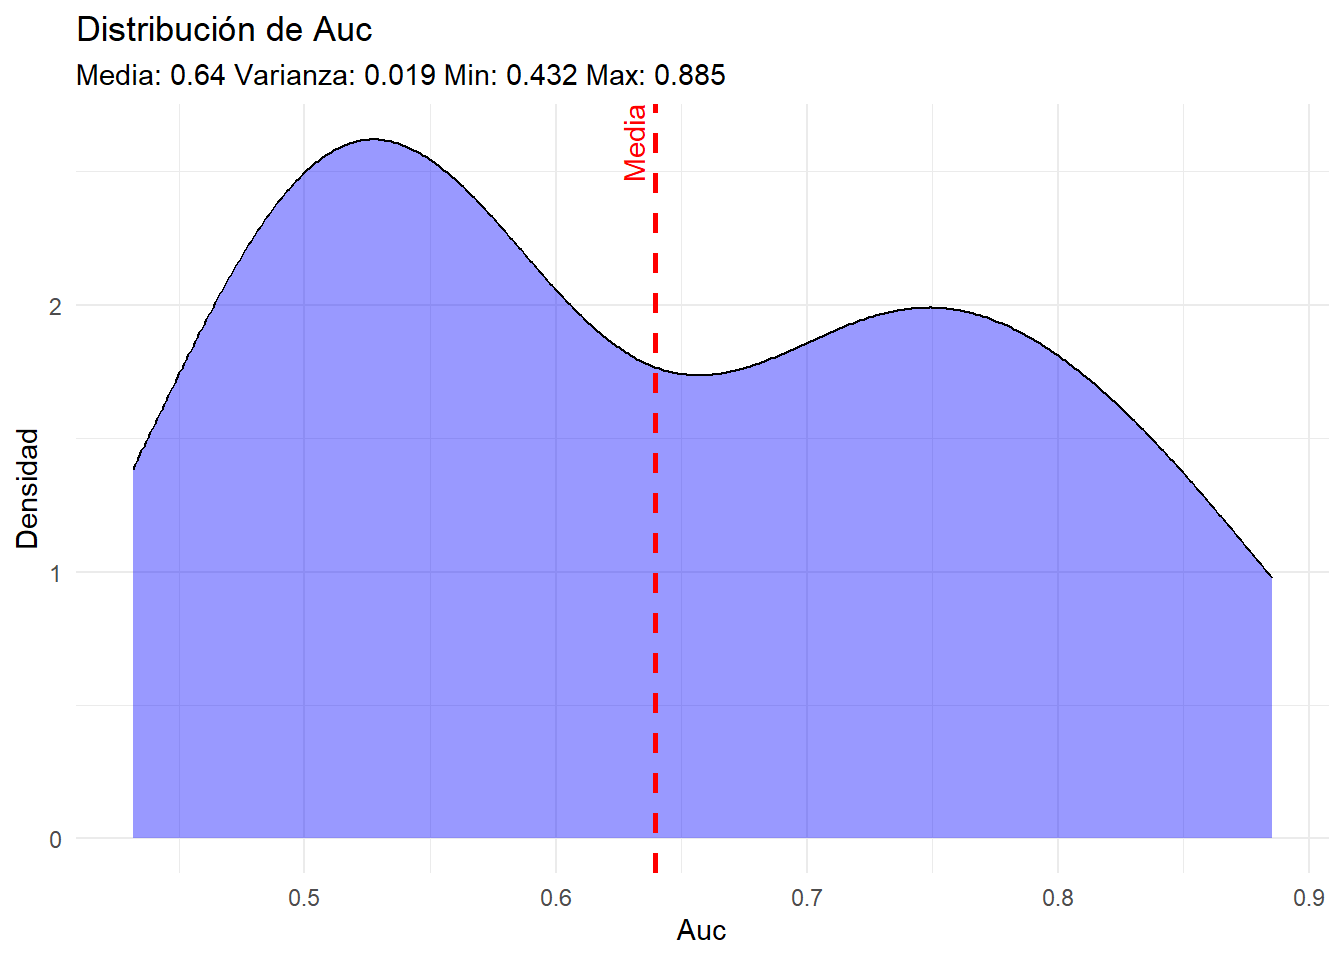 Distribución de Auc
Media: 0.64 Varianza: 0.019 Min: 0.432 Max: 0.885
Media
Densidad
2
1
0
0.5 0.6 0.7 0.8 0.9
Auc